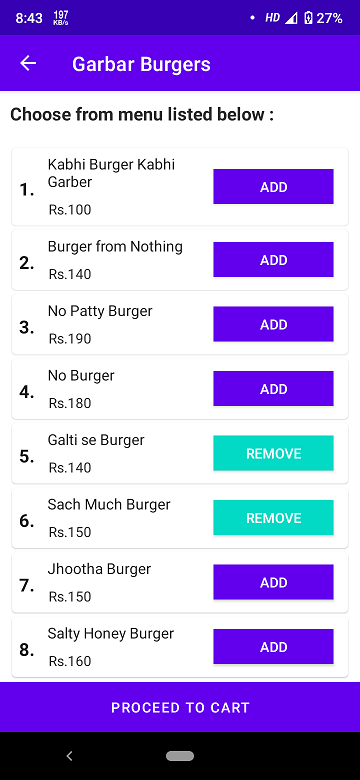 8:43 197 KB/s HD 27%
Garbar Burgers
Choose from menu listed below :
Kabhi Burger Kabhi
Garber
1. ADD
Rs.100
Burger from Nothing
2. ADD
Rs.140
No Patty Burger
3. ADD
Rs.190
No Burger
4. ADD
Rs.180
Galti se Burger
5. REMOVE
Rs.140
Sach Much Burger
6. REMOVE
Rs.150
Jhootha Burger
7. ADD
Rs.150
Salty Honey Burger
8. ADD
Rs.160
PROCEED TO CART